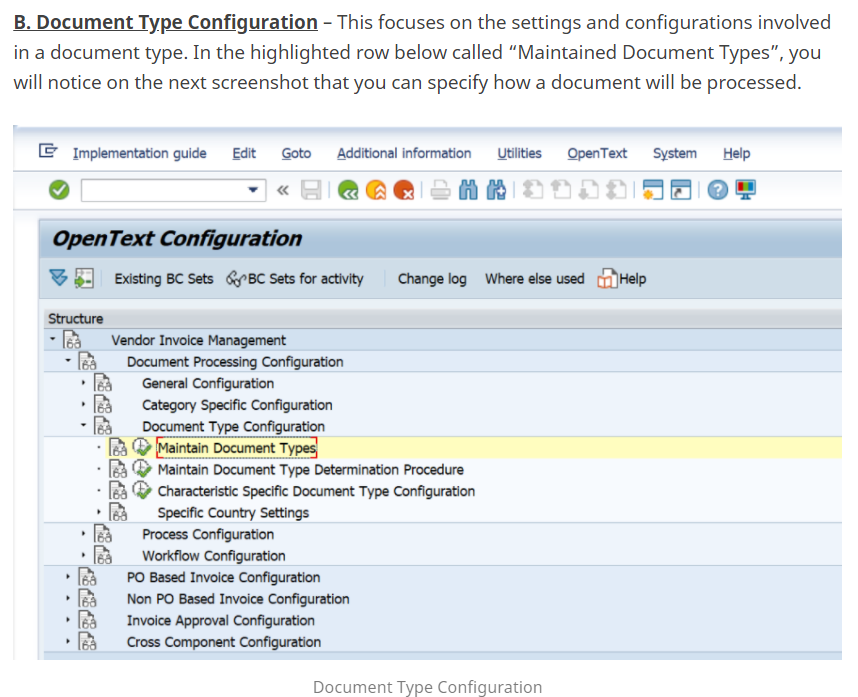 B. Document Type Configuration – This focuses on the settings and configurations involved
in a document type. In the highlighted row below called “Maintained Document Types”, you
will notice on the next screenshot that you can specify how a document will be processed.
Implementation guide Edit Goto Additional information Utilities OpenText System Help
OpenText Configuration
Existing BC Sets BC Sets for activity Change log Where else used Help
Structure
Vendor Invoice Management
Document Processing Configuration
General Configuration
Category Specific Configuration
Document Type Configuration
Maintain Document Types
Maintain Document Type Determination Procedure
Characteristic Specific Document Type Configuration
Specific Country Settings
Process Configuration
Workflow Configuration
PO Based Invoice Configuration
Non PO Based Invoice Configuration
Invoice Approval Configuration
Cross Component Configuration
Document Type Configuration